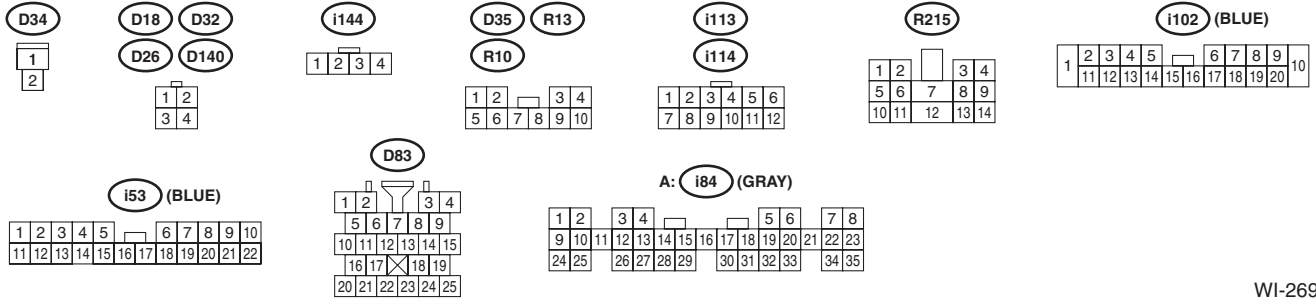 D34
1
2
D18 D32
D26 D140
1 2
3 4
i144
1 2 3 4
D35 R13
R10
1 2 3 4
5 6 7 8 9 10
i113
i114
1 2 3 4 5 6
7 8 9 10 11 12
R215
1 2 3 4
5 6 7 8 9
10 11 12 13 14
i102 (BLUE)
1 2 3 4 5 6 7 8 9 10
11 12 13 14 15 16 17 18 19 20
i53 (BLUE)
1 2 3 4 5 6 7 8 9 10
11 12 13 14 15 16 17 18 19 20 21 22
D83
1 2 3 4
5 6 7 8 9
10 11 12 13 14 15
16 17 18 19
20 21 22 23 24 25
A: i84 (GRAY)
1 2 3 4 5 6 7 8
9 10 11 12 13 14 15 16 17 18 19 20 21 22 23
24 25 26 27 28 29 30 31 32 33 34 35
WI-269